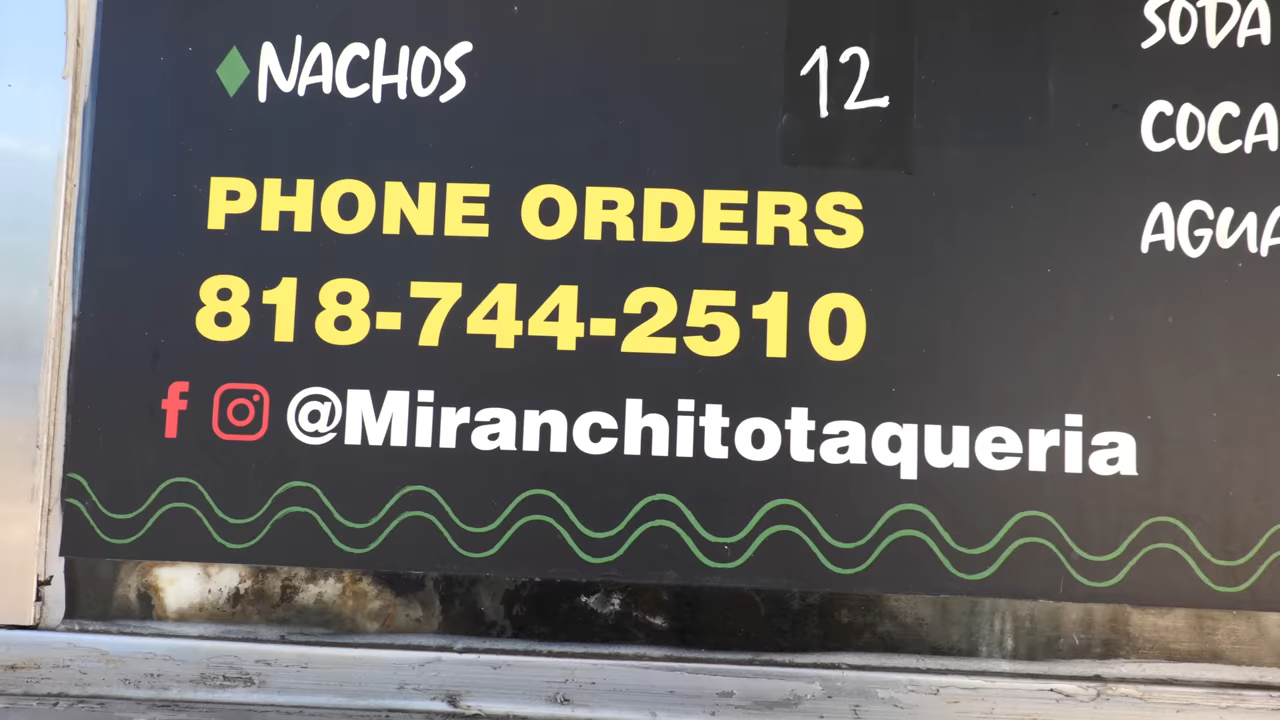 NACHOS 12
PHONE ORDERS
818-744-2510
@Miranchitotaqueria
SODA
COCA
AGUA